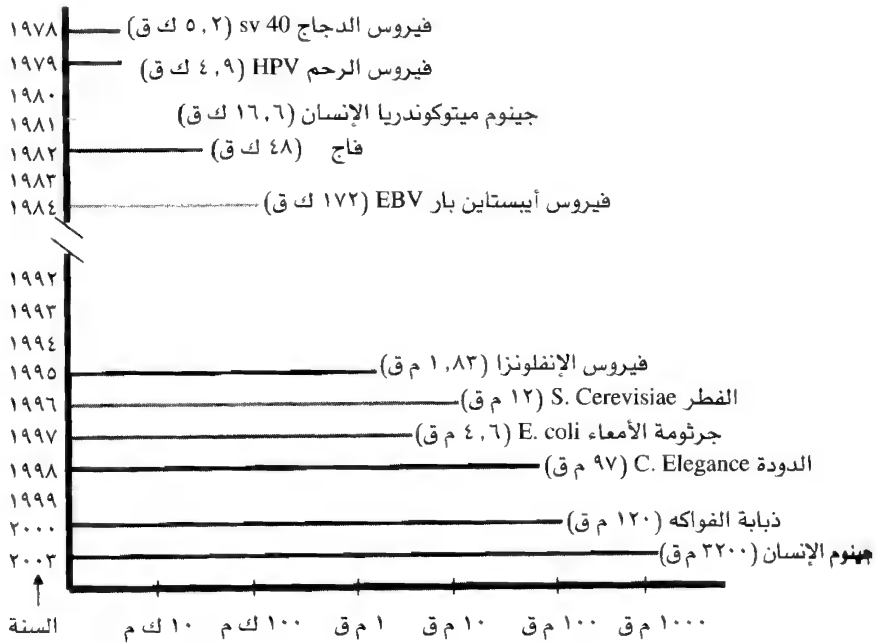 ١٩٧٨ فيروس الدجاج sv 40 (٥,٢ ك ق)
١٩٧٩ فيروس الرحم HPV (٤,٩ ك ق)
١٩٨٠
١٩٨١ جينوم ميتوكوندريا الإنسان (١٦,٦ ك ق)
١٩٨٢ فاج (٤٨ ك ق)
١٩٨٣
١٩٨٤ فيروس أيبستاين بار EBV (١٧٢ ك ق)
١٩٩٢
١٩٩٣
١٩٩٤
١٩٩٥ فيروس الإنفلونزا (١,٨٣ م ق)
١٩٩٦ الفطر S. Cerevisiae (١٢ م ق)
١٩٩٧ جرثومة الأمعاء E. coli (٤,٦ م ق)
١٩٩٨ الدودة C. Elegance (٩٧ م ق)
١٩٩٩
٢٠٠٠ ذبابة الفواكه (١٢٠ م ق)
٢٠٠٣ جينوم الإنسان (٣٢٠٠ م ق)
السنة ١٠ ك م ١٠٠ ك م ١ م ق ١٠ م ق ١٠٠ م ق ١٠٠٠ م ق